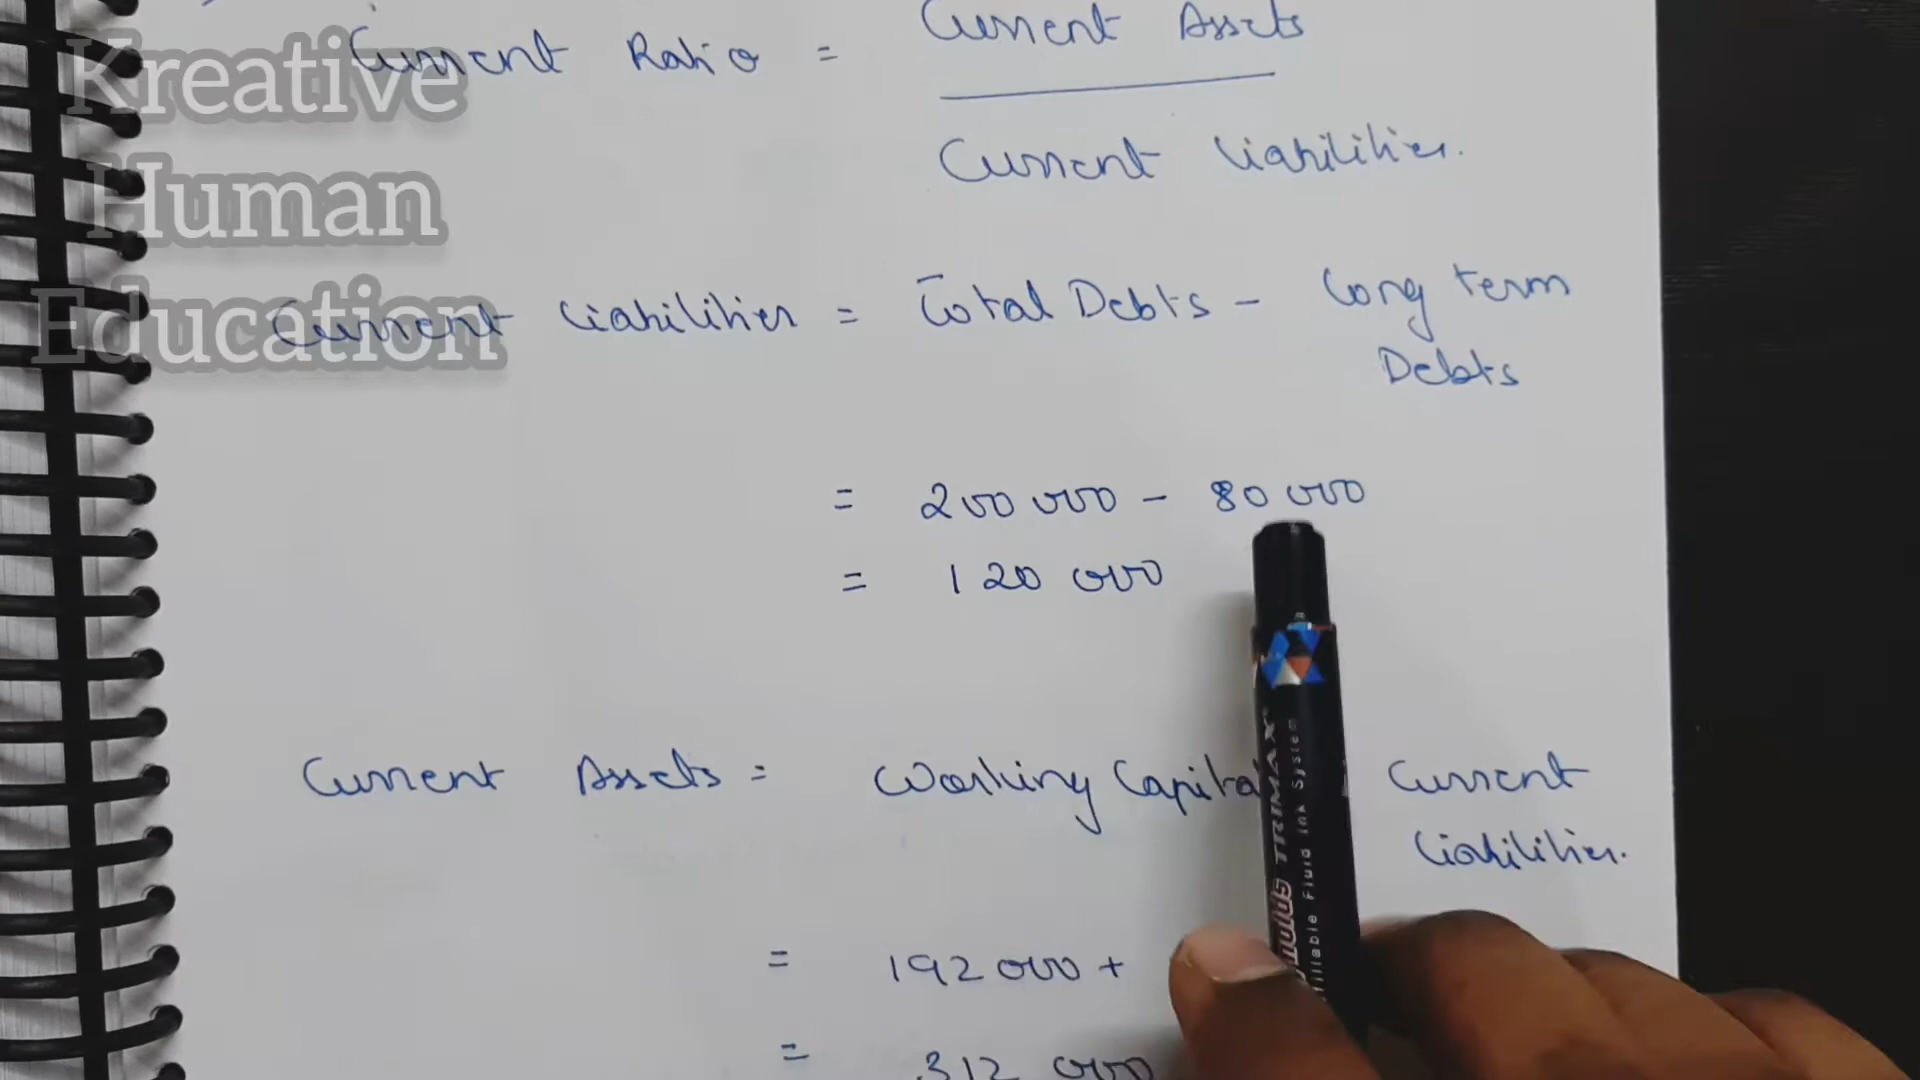 Kreative
Human
Education
Current Ratio = Current Assets
Current Liabilities.
Current Liabilities = Total Debts - Long term
Debts
= 200 000 - 80 000
= 120 000
Current Assets = Working Capital Current
Liabilities.
= 192 000 +
= 312 000
TRIMAX
Fluid Ink System